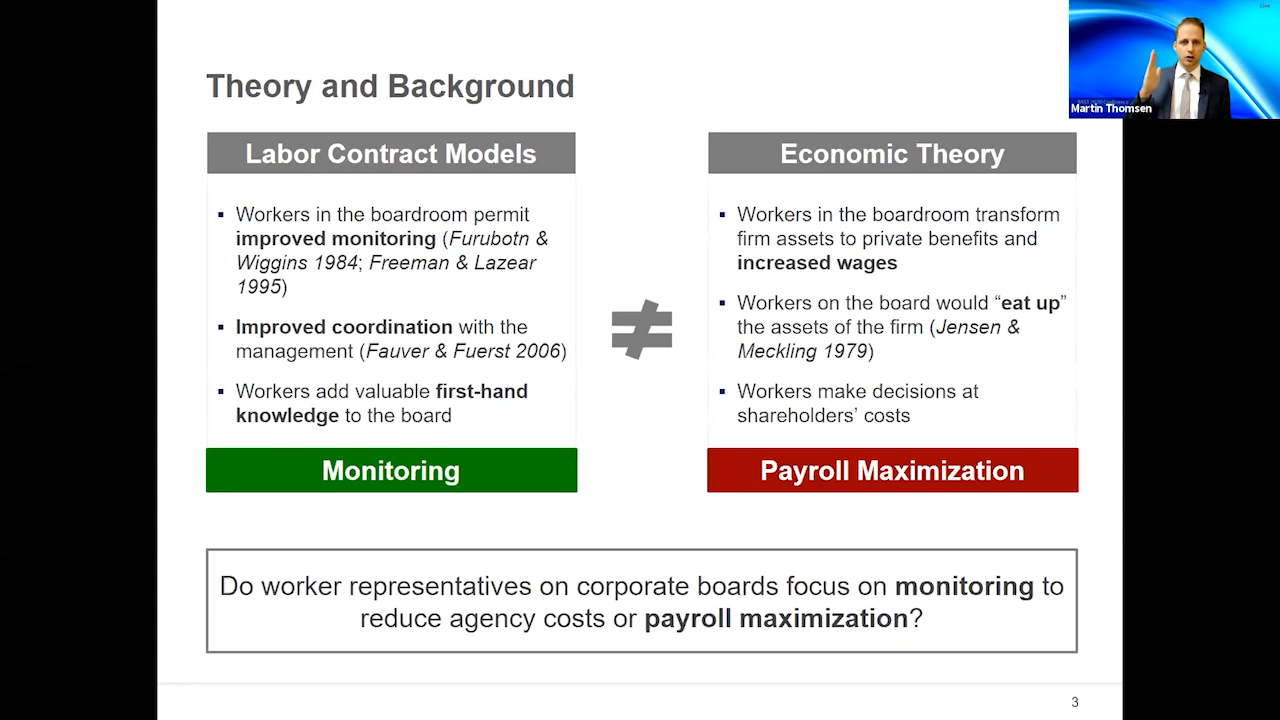 Live
Martin Thomsen
Theory and Background
Labor Contract Models
▪ Workers in the boardroom permit
improved monitoring (Furubotn &
Wiggins 1984; Freeman & Lazear
1995)
▪ Improved coordination with the
management (Fauver & Fuerst 2006)
▪ Workers add valuable first-hand
knowledge to the board
Monitoring
≠
Economic Theory
▪ Workers in the boardroom transform
firm assets to private benefits and
increased wages
▪ Workers on the board would “eat up”
the assets of the firm (Jensen &
Meckling 1979)
▪ Workers make decisions at
shareholders’ costs
Payroll Maximization
Do worker representatives on corporate boards focus on monitoring to
reduce agency costs or payroll maximization?
3